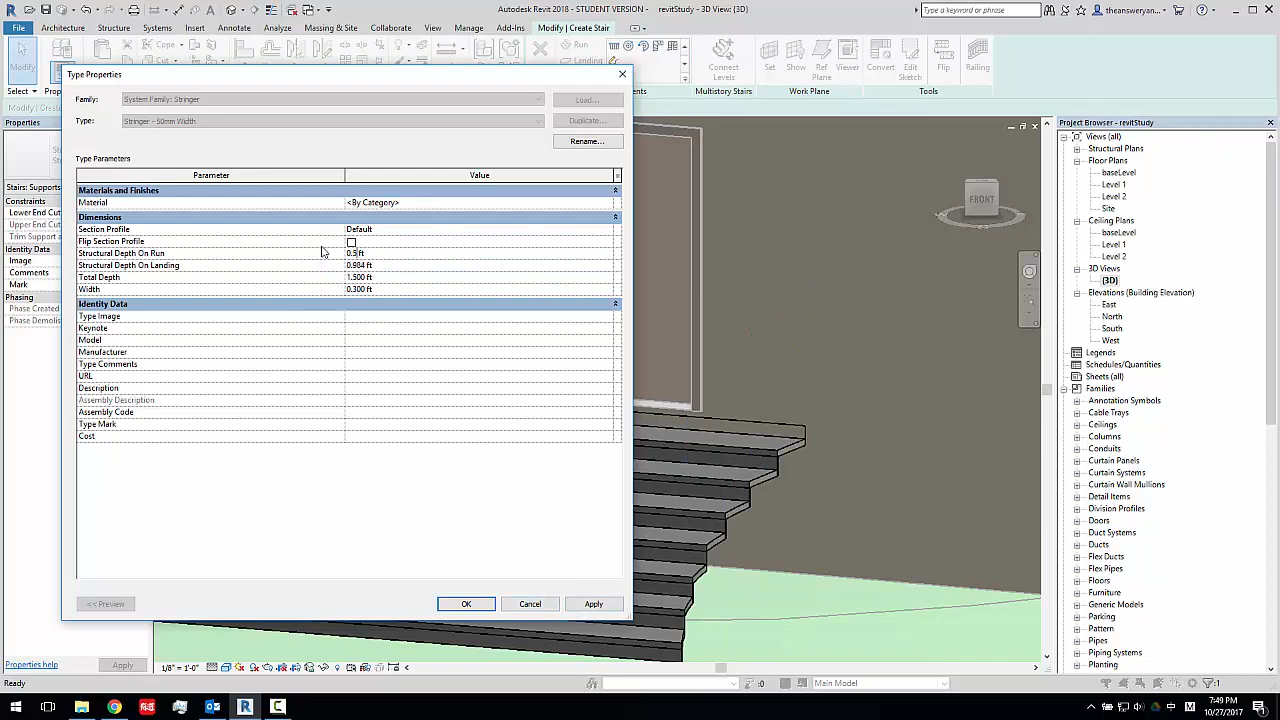 Autodesk Revit 2018 - STUDENT VERSION - revitStudy - 3D View: {3D}
Type a keyword or phrase
theansweryan...
File
Architecture
Structure
Systems
Insert
Annotate
Analyze
Massing & Site
Collaborate
View
Manage
Add-Ins
Modify | Create Stair
Modify
Cope
Run
Landing
Connect Levels
Set
Show
Ref Plane
Viewer
Convert
Edit Sketch
Flip
Railing
Select
Multistory Stairs
Work Plane
Tools
Properties
Stairs: Supports
Constraints
Lower End Cut
Upper End Cut
Trim Support a
Identity Data
Image
Comments
Mark
Phasing
Phase Created
Phase Demolis
Properties help
Apply
Type Properties
Family:
System Family: Stringer
Load...
Type:
Stringer - 50mm Width
Duplicate...
Rename...
Type Parameters
Parameter
Value
=
Materials and Finishes
Material
<By Category>
Dimensions
Section Profile
Default
Flip Section Profile
Structural Depth On Run
0.5 ft
Structural Depth On Landing
0.984 ft
Total Depth
1.500 ft
Width
0.300 ft
Identity Data
Type Image
Keynote
Model
Manufacturer
Type Comments
URL
Description
Assembly Description
Assembly Code
Type Mark
Cost
<< Preview
OK
Cancel
Apply
FRONT
Project Browser - revitStudy
Views (all)
Structural Plans
Floor Plans
baseLevel
Level 1
Level 2
Site
Ceiling Plans
baseLevel
Level 1
Level 2
3D Views
{3D}
Elevations (Building Elevation)
East
North
South
West
Legends
Schedules/Quantities
Sheets (all)
Families
Annotation Symbols
Cable Trays
Ceilings
Columns
Conduits
Curtain Panels
Curtain Systems
Curtain Wall Mullions
Detail Items
Division Profiles
Doors
Duct Systems
Ducts
Flex Ducts
Flex Pipes
Floors
Furniture
Generic Models
Parking
Pattern
Pipes
Piping Systems
Planting
1/8" = 1'-0"
Ready
:0
Main Model
:1
中
M
7:49 PM
10/27/2017